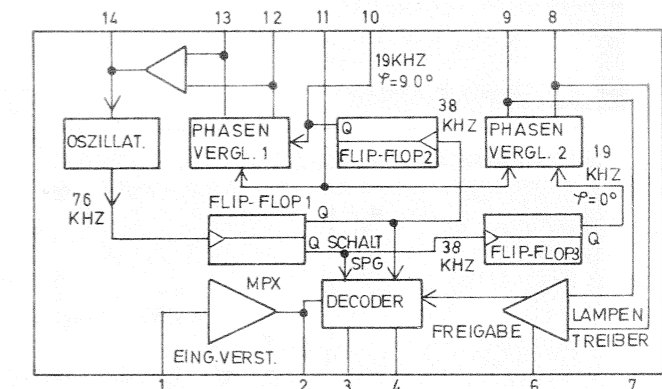 14 13 12 11 10 9 8
19KHZ
φ=90°
38
KHZ
OSZILLAT.
PHASEN
VERGL.1
Q
FLIP-FLOP2
PHASEN
VERGL.2
19
KHZ
φ=0°
76
KHZ
FLIP-FLOP1
Q
Q SCHALT
SPG
38
KHZ
Q
FLIP-FLOP3
MPX
DECODER
FREIGABE
LAMPEN
TREIBER
EING.VERST.
1 2 3 4 6 7